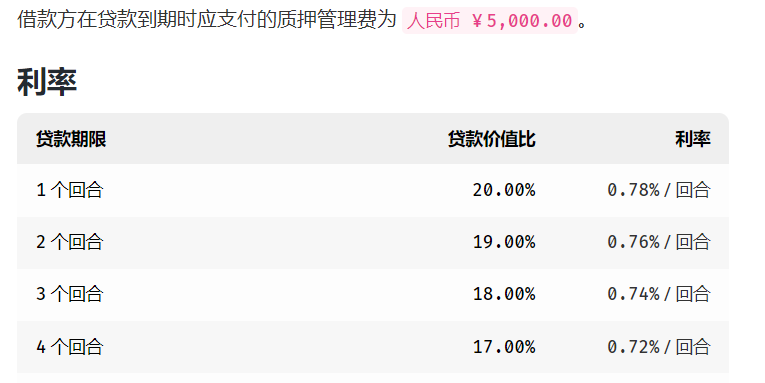 借款方在贷款到期时应支付的质押管理费为 人民币 ¥5,000.00。
利率
贷款期限 贷款价值比 利率
1 个回合 20.00% 0.78% / 回合
2 个回合 19.00% 0.76% / 回合
3 个回合 18.00% 0.74% / 回合
4 个回合 17.00% 0.72% / 回合